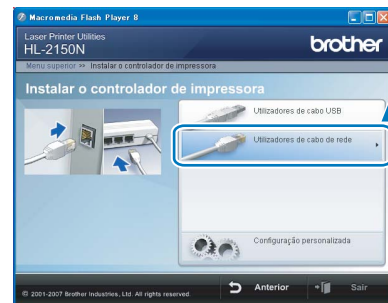 Macromedia Flash Player 8
Laser Printer Utilities
HL-2150N
brother
Menu superior >> Instalar o controlador de impressora
Instalar o controlador de impressora
Utilizadores de cabo USB
Utilizadores de cabo de rede
Configuração personalizada
© 2001-2007 Brother Industries, Ltd. All rights reserved
Anterior
Sair